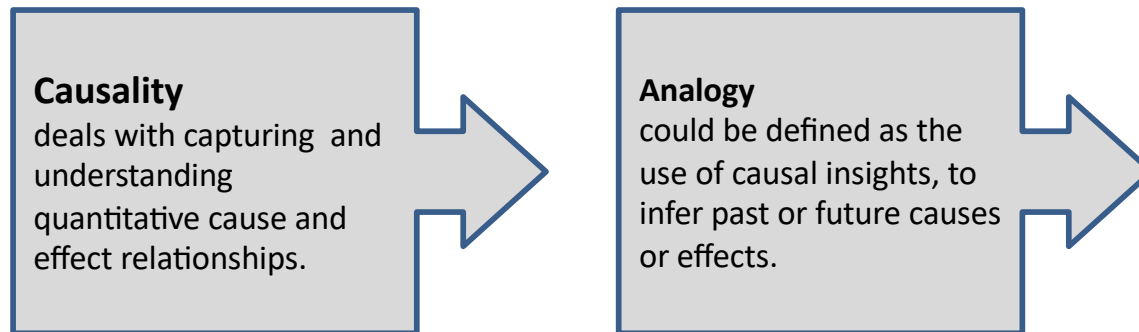 Causality
deals with capturing  and
understanding
quantitative cause and
effect relationships.
Analogy
could be defined as the
use of causal insights, to
infer past or future causes
or effects.